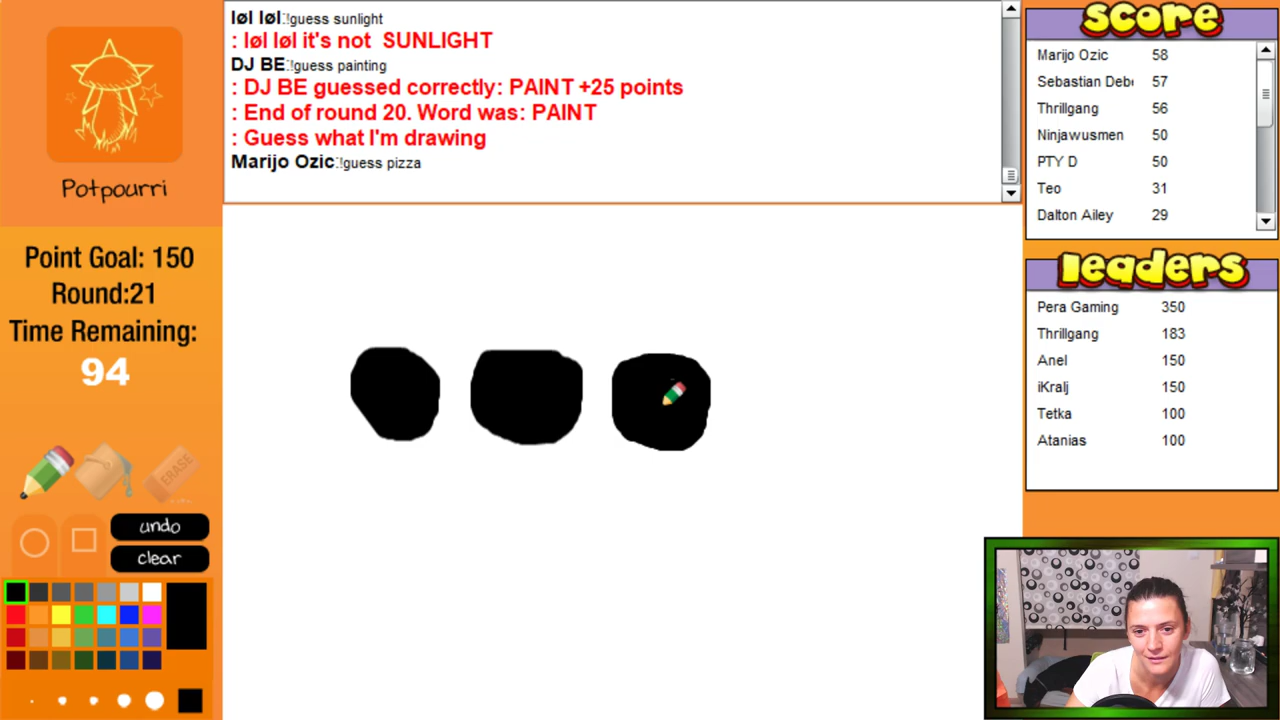 Potpourri
Point Goal: 150
Round:21
Time Remaining:
94
ERASE
undo
clear
løl løl:!guess sunlight
: løl løl it's not SUNLIGHT
DJ BE:!guess painting
: DJ BE guessed correctly: PAINT +25 points
: End of round 20. Word was: PAINT
: Guess what I'm drawing
Marijo Ozic:!guess pizza
score
Marijo Ozic 58
Sebastian Debe 57
Thrillgang 56
Ninjawusmen 50
PTY D 50
Teo 31
Dalton Ailey 29
leaders
Pera Gaming 350
Thrillgang 183
Anel 150
iKralj 150
Tetka 100
Atanias 100